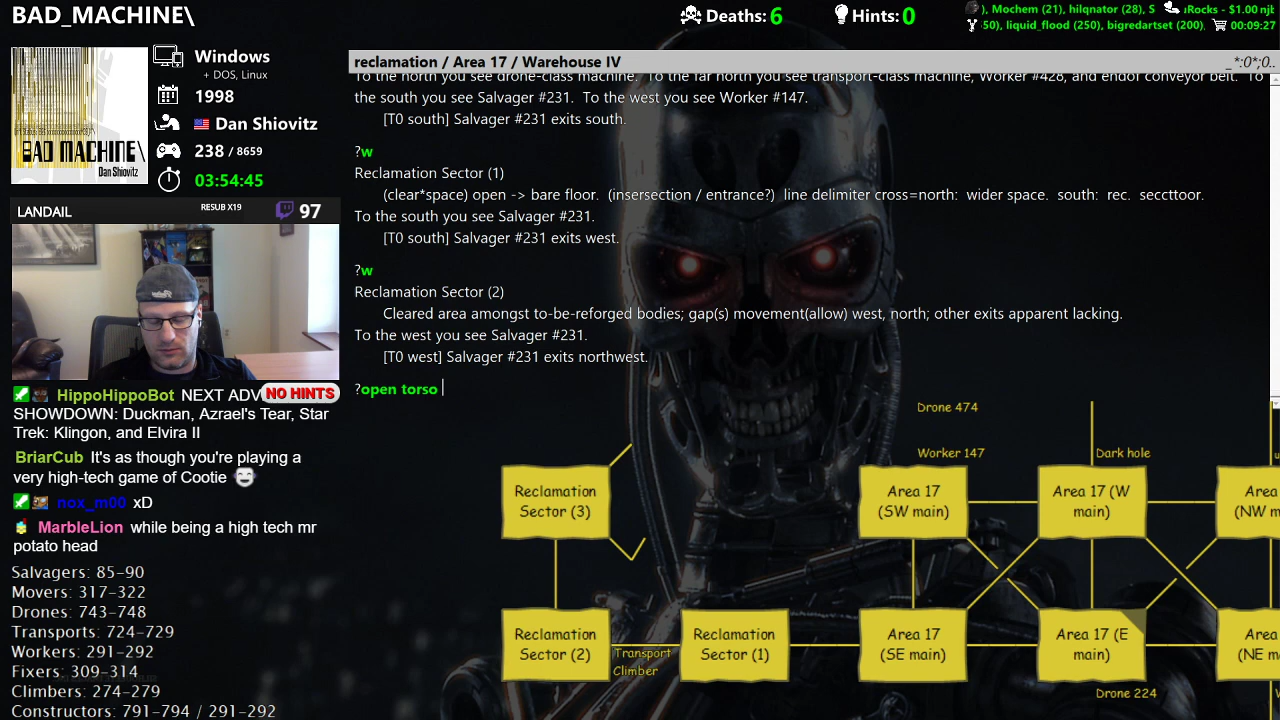 BAD_MACHINE\
Deaths: 6
Hints: 0
), Mochem (21), hilqnator (28), S
Rocks - $1.00
50), liquid_flood (250), bigredartset (200)
00:09:27
BAD MACHINE\
Dan Shiovitz
Windows
+ DOS, Linux
1998
Dan Shiovitz
238 / 8659
03:54:45
LANDAIL
RESUB X19
97
HippoHippoBot NEXT ADV
NO HINTS
SHOWDOWN: Duckman, Azrael's Tear, Star
Trek: Klingon, and Elvira II
BriarCub It's as though you're playing a
very high-tech game of Cootie
nox_m00 xD
MarbleLion while being a high tech mr
potato head
Salvagers: 85-90
Movers: 317-322
Drones: 743-748
Transports: 724-729
Workers: 291-292
Fixers: 309-314
Climbers: 274-279
Constructors: 791-794 / 291-292
reclamation / Area 17 / Warehouse IV
_*:0*;0..
To the north you see drone-class machine. To the far north you see transport-class machine, Worker #428, and endof conveyor belt. To
the south you see Salvager #231. To the west you see Worker #147.
[T0 south] Salvager #231 exits south.
?w
Reclamation Sector (1)
(clear*space) open -> bare floor. (insersection / entrance?) line delimiter cross=north: wider space. south: rec. seccttoor.
To the south you see Salvager #231.
[T0 south] Salvager #231 exits west.
?w
Reclamation Sector (2)
Cleared area amongst to-be-reforged bodies; gap(s) movement(allow) west, north; other exits apparent lacking.
To the west you see Salvager #231.
[T0 west] Salvager #231 exits northwest.
?open torso
Drone 474
Worker 147
Dark hole
Reclamation
Sector (3)
Area 17
(SW main)
Area 17 (W
main)
Area
(NW m
Reclamation
Sector (2)
Transport
Climber
Reclamation
Sector (1)
Area 17
(SE main)
Area 17 (E
main)
Area
(NE m
Drone 224